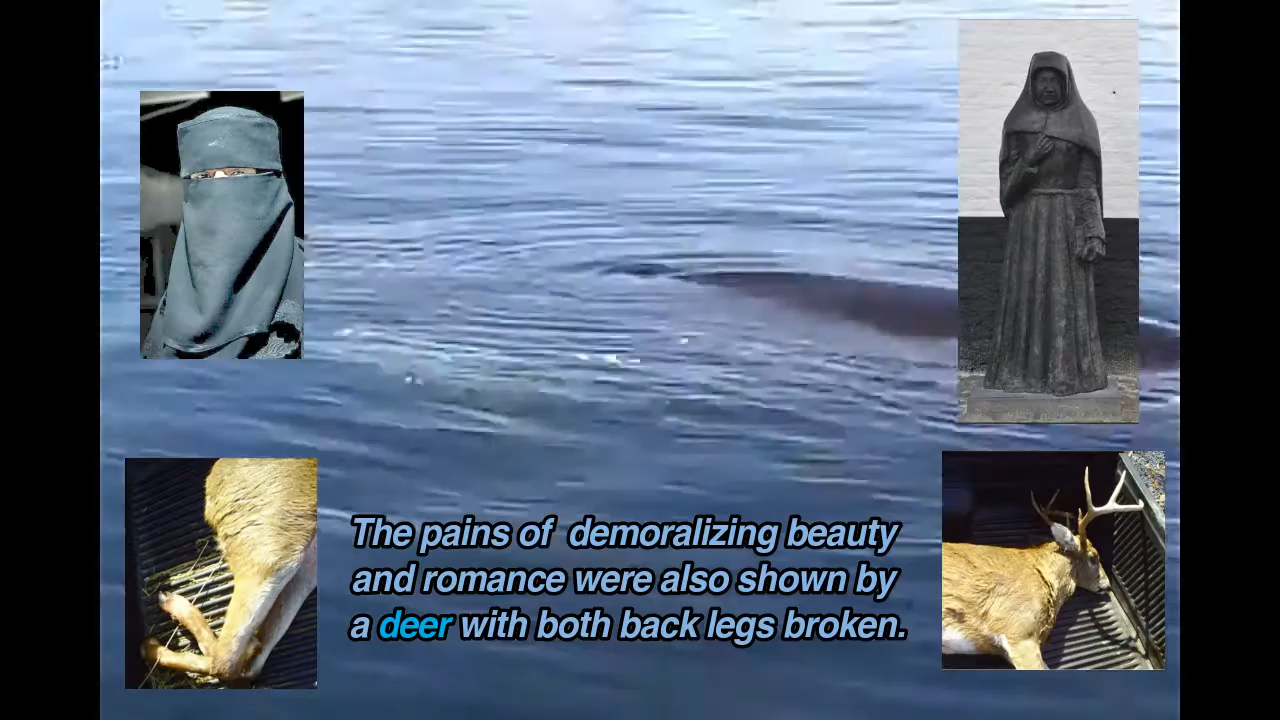 The pains of demoralizing beauty
and romance were also shown by
a deer with both back legs broken.